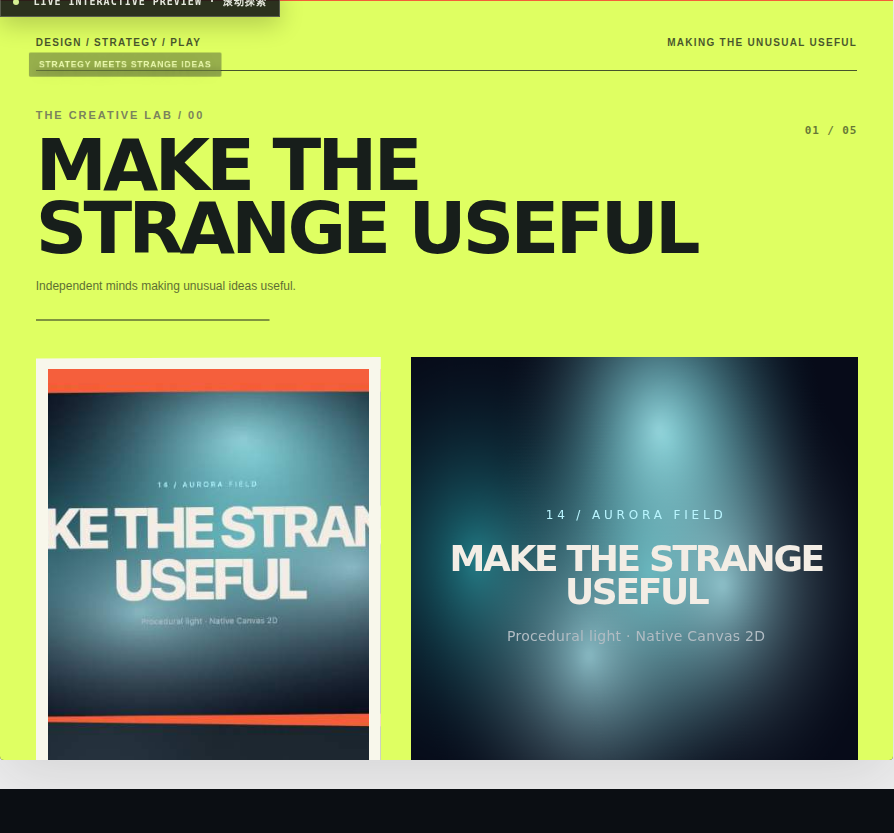 LIVE INTERACTIVE PREVIEW · 滚动探索
DESIGN / STRATEGY / PLAY
MAKING THE UNUSUAL USEFUL
STRATEGY MEETS STRANGE IDEAS
THE CREATIVE LAB / 00
01 / 05
MAKE THE
STRANGE USEFUL
Independent minds making unusual ideas useful.
14 / AURORA FIELD
KE THE STRAN
USEFUL
Procedural light · Native Canvas 2D
14 / AURORA FIELD
MAKE THE STRANGE
USEFUL
Procedural light · Native Canvas 2D